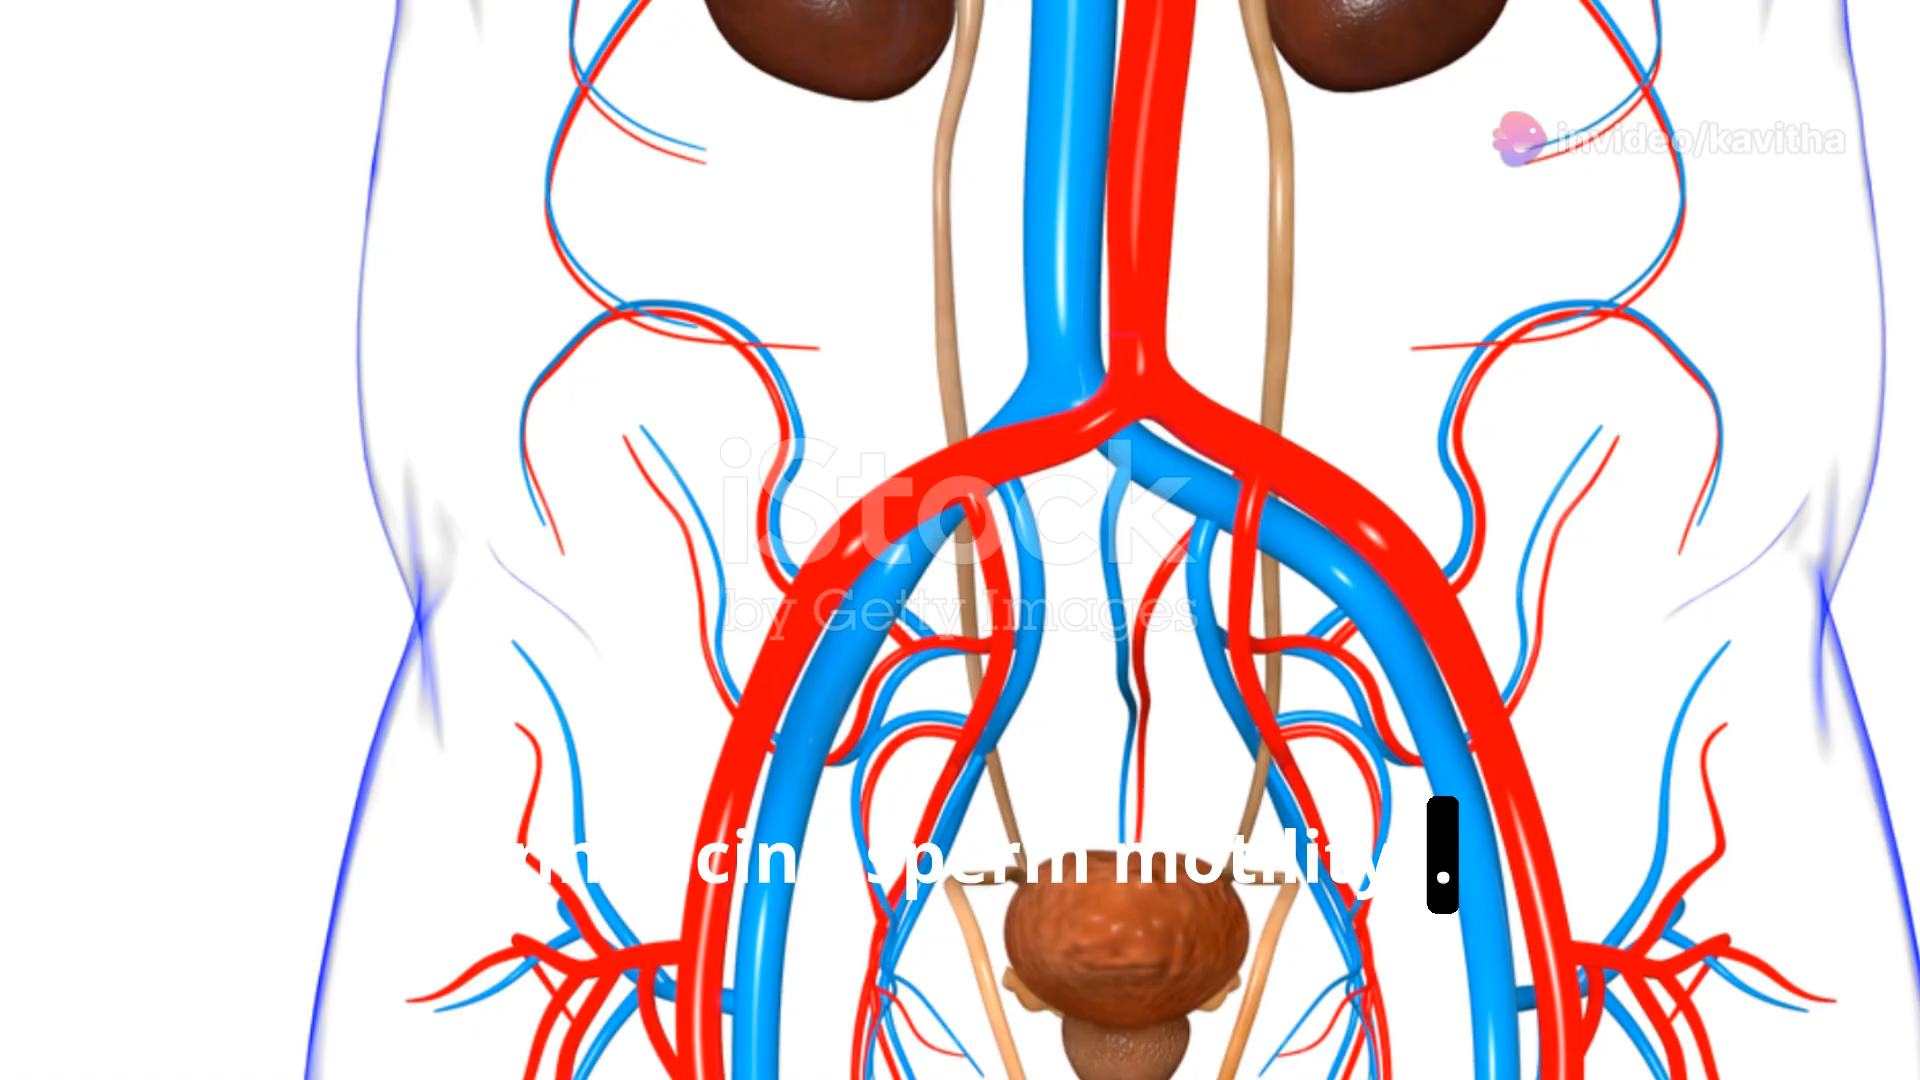 invideo/kavitha
iStock
by Getty Images
sperm motility .